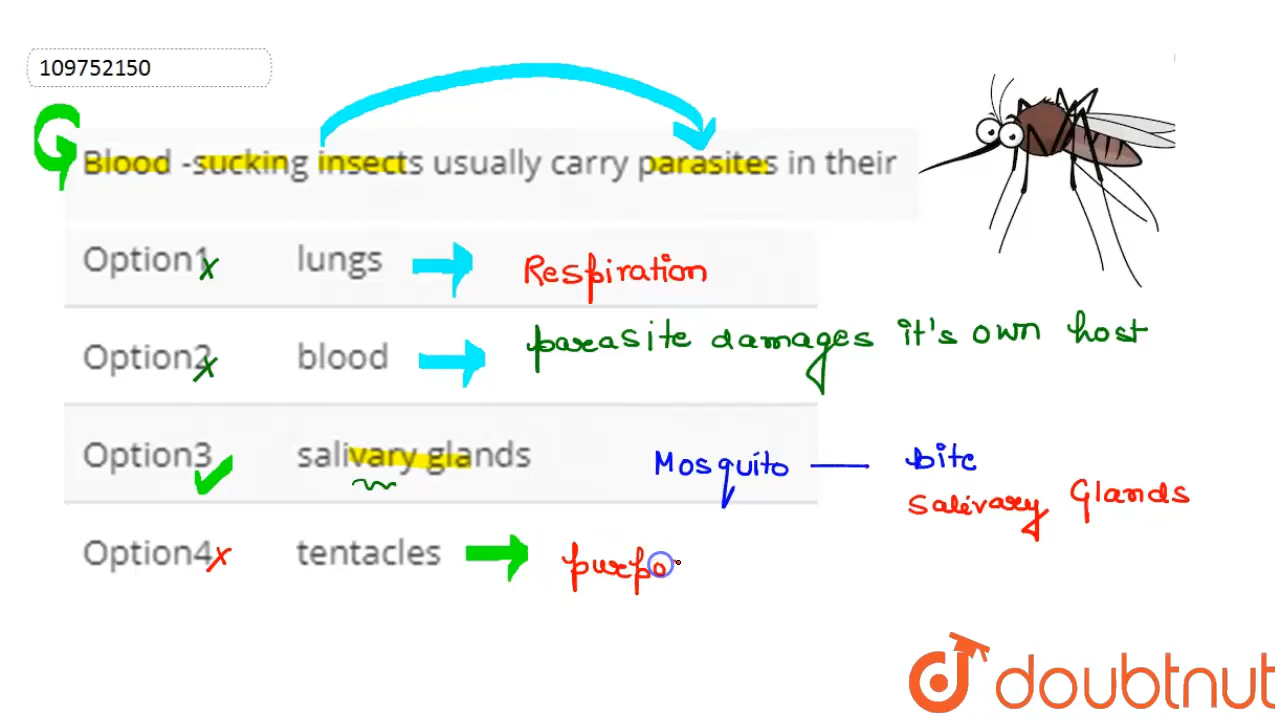 109752150
Blood -sucking insects usually carry parasites in their
Option1 x lungs Respiration
Option2 x blood parasite damages it's own host
Option3 salivary glands Mosquito — bite
salivary Glands
Option4 x tentacles purpo
doubtnut